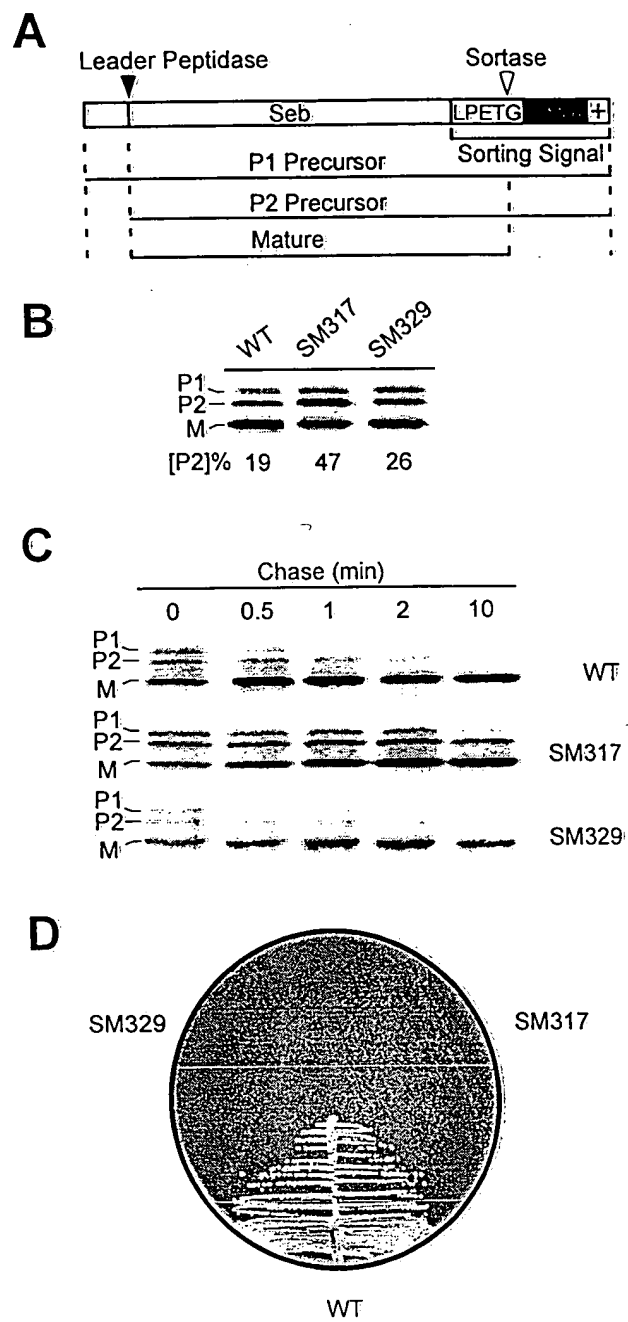 A
Leader Peptidase
Sortase
Seb
LPETG
+
Sorting Signal
P1 Precursor
P2 Precursor
Mature
B
WT SM317 SM329
P1
P2
M
[P2]% 19 47 26
C
Chase (min)
0 0.5 1 2 10
P1
P2
M
WT
P1
P2
M
SM317
P1
P2
M
SM329
D
SM329
SM317
WT